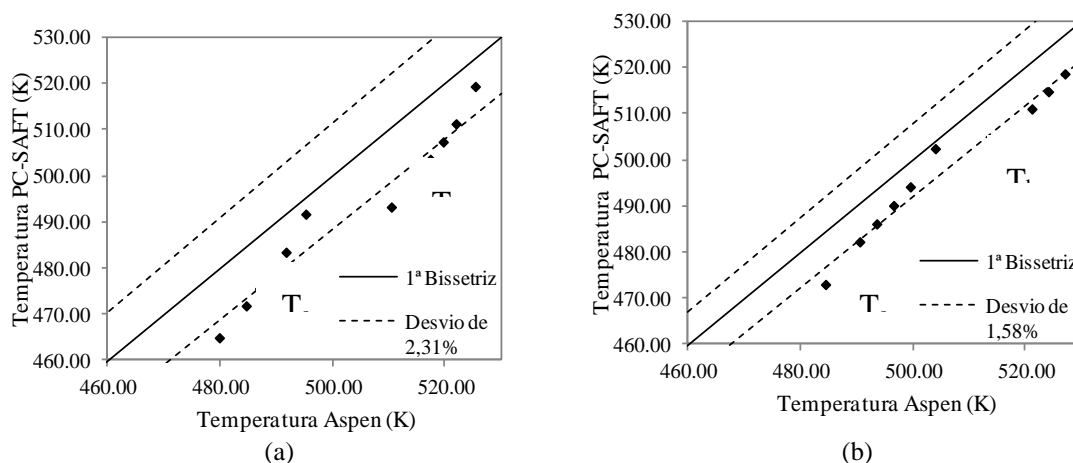 530.00
520.00
510.00
500.00
490.00
480.00
470.00
460.00
Temperatura PC-SAFT (K)
460.00 480.00 500.00 520.00
Temperatura Aspen (K)
1ª Bissetriz
Desvio de
2,31%
T
T
(a)
530.00
520.00
510.00
500.00
490.00
480.00
470.00
460.00
Temperatura PC-SAFT (K)
460.00 480.00 500.00 520.00
Temperatura Aspen (K)
1ª Bissetriz
Desvio de
1,58%
T
T
(b)